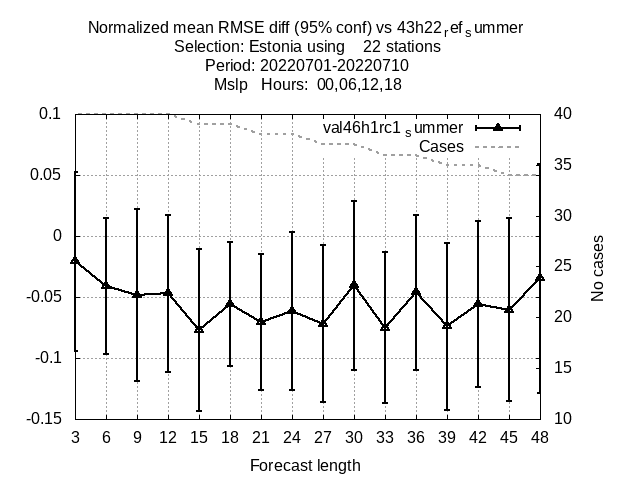 Normalized mean RMSE diff (95% conf) vs 43h22refsummer
Selection: Estonia using 22 stations
Period: 20220701-20220710
Mslp Hours: 00,06,12,18
val46h1rc1summer
Cases
0.1
0.05
0
-0.05
-0.1
-0.15
40
35
30
25
20
15
10
No cases
3 6 9 12 15 18 21 24 27 30 33 36 39 42 45 48
Forecast length